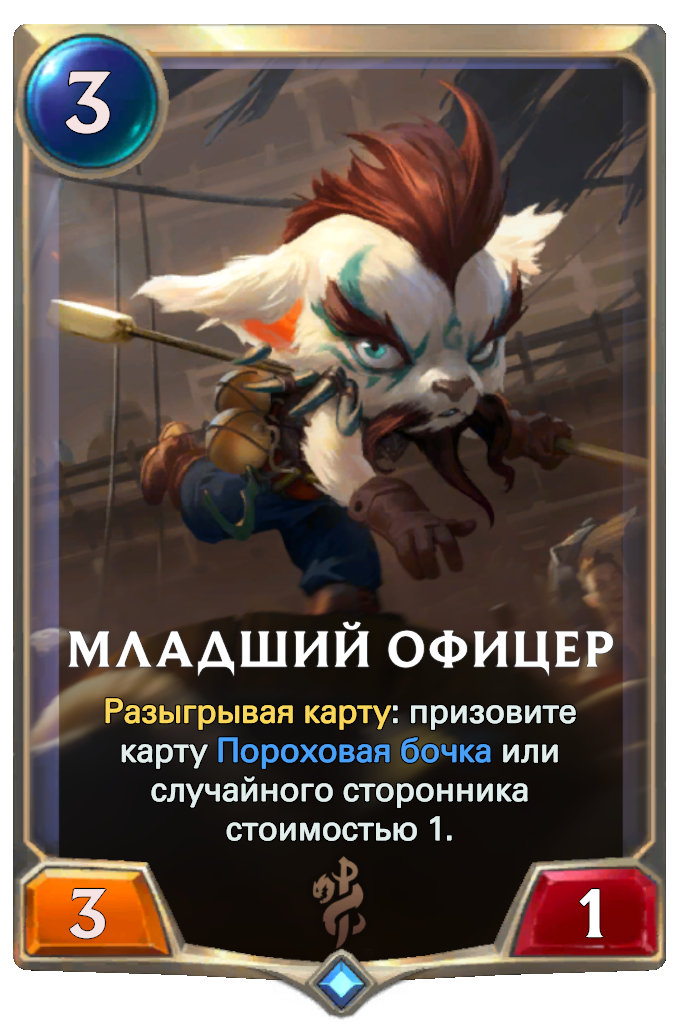 3
МЛАДШИЙ ОФИЦЕР
Разыгрывая карту: призовите
карту Пороховая бочка или
случайного сторонника
стоимостью 1.
3
1